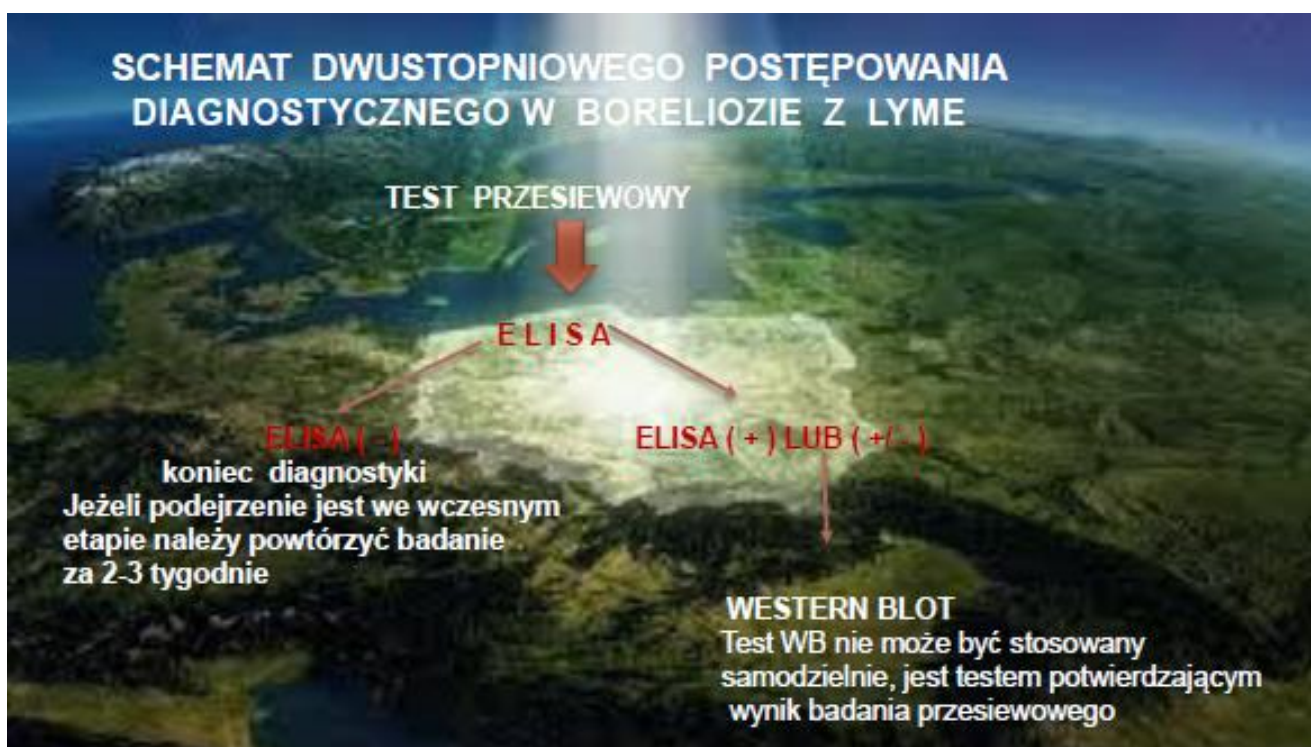 SCHEMAT DWUSTOPNIOWEGO POSTĘPOWANIA
DIAGNOSTYCZNEGO W BORELIOZIE Z LYME
TEST PRZESIEWOWY
E L I S A
ELISA ( - )
koniec diagnostyki
Jeżeli podejrzenie jest we wczesnym
etapie należy powtórzyć badanie
za 2-3 tygodnie
ELISA ( + ) LUB ( +/ - )
WESTERN BLOT
Test WB nie może być stosowany
samodzielnie, jest testem potwierdzającym
wynik badania przesiewowego